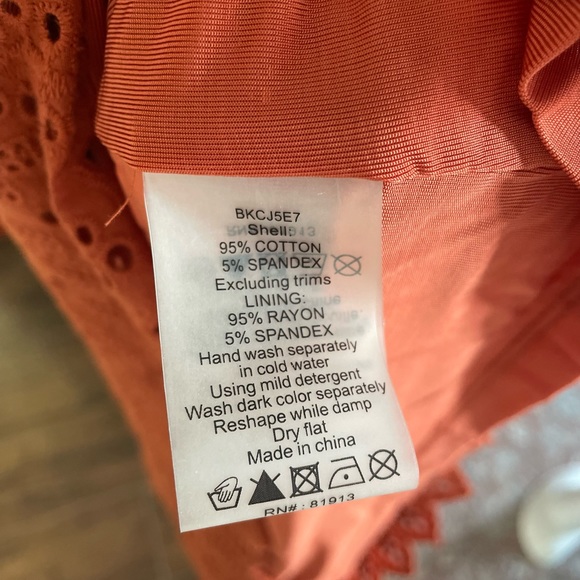 BKCJ5E7
Shell:
95% COTTON
5% SPANDEX
Excluding trims
LINING:
95% RAYON
5% SPANDEX
Hand wash separately
in cold water
Using mild detergent
Wash dark color separately
Reshape while damp
Dry flat
Made in china
RN#: 81913